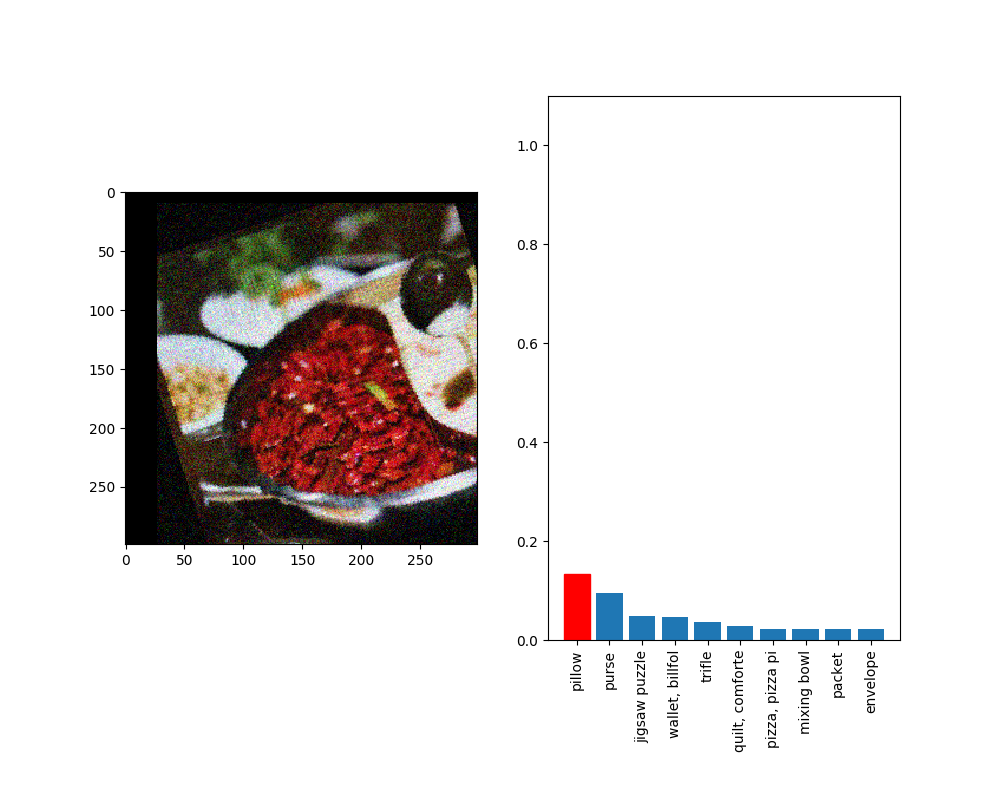 0
50
100
150
200
250
0 50 100 150 200 250
1.0
0.8
0.6
0.4
0.2
0.0
pillow
purse
jigsaw puzzle
wallet, billfol
trifle
quilt, comforte
pizza, pizza pi
mixing bowl
packet
envelope